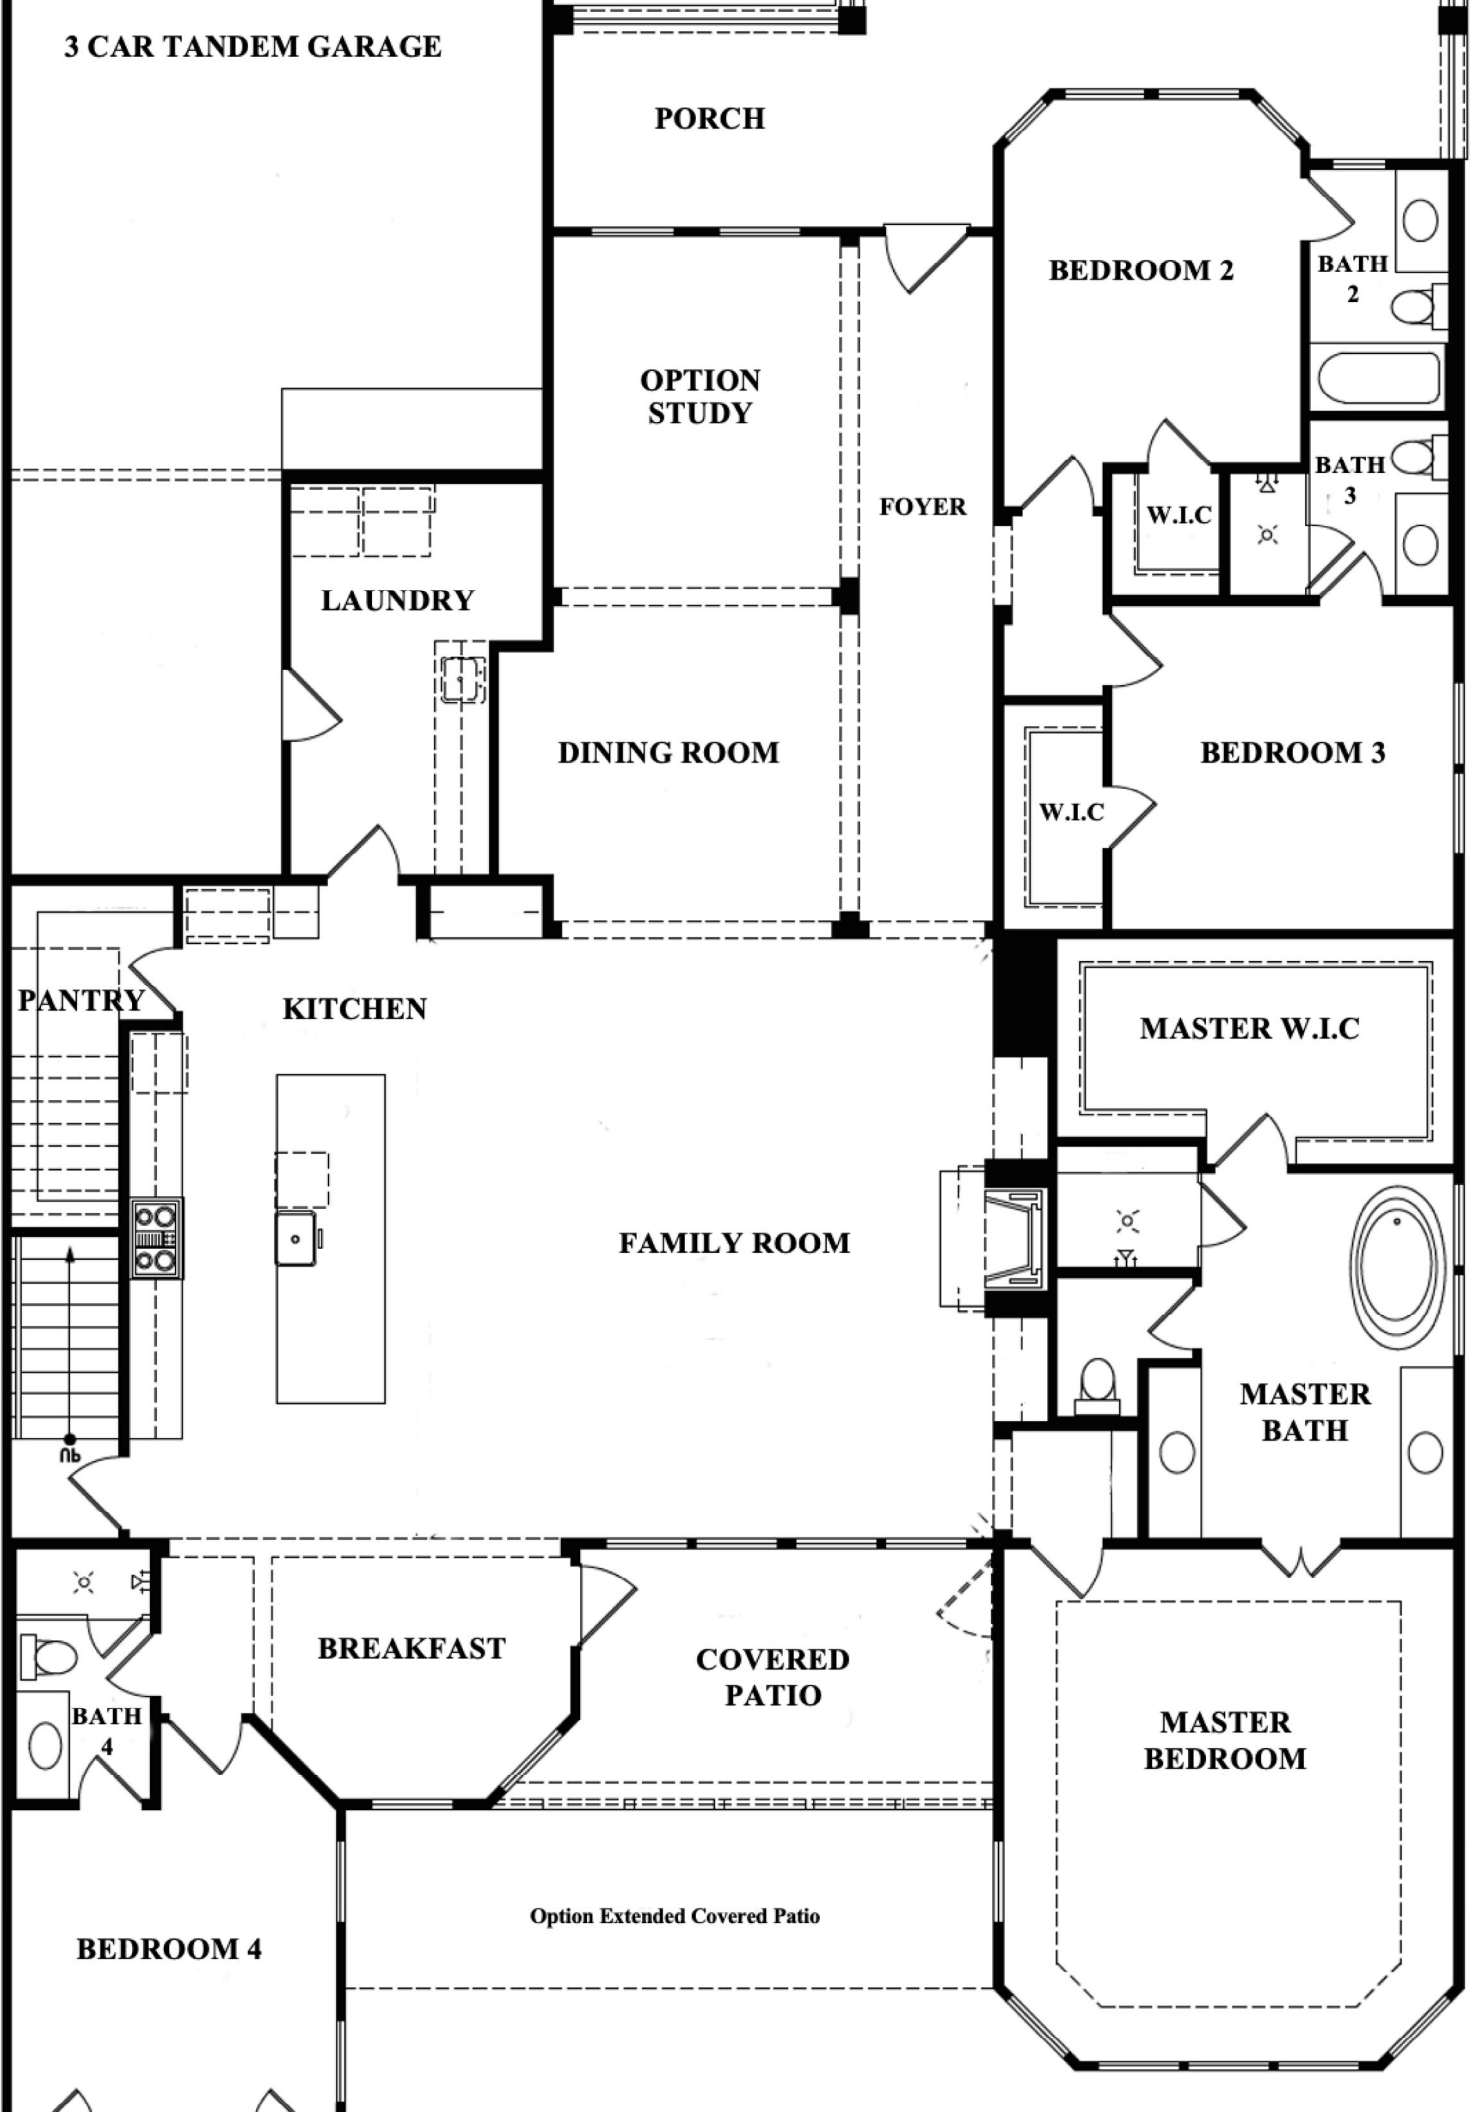 3 CAR TANDEM GARAGE
PORCH
BEDROOM 2
BATH
2
OPTION
STUDY
FOYER
W.I.C
BATH
3
LAUNDRY
DINING ROOM
BEDROOM 3
W.I.C
PANTRY
KITCHEN
MASTER W.I.C
FAMILY ROOM
MASTER
BATH
Up
BREAKFAST
COVERED
PATIO
BATH
4
MASTER
BEDROOM
Option Extended Covered Patio
BEDROOM 4